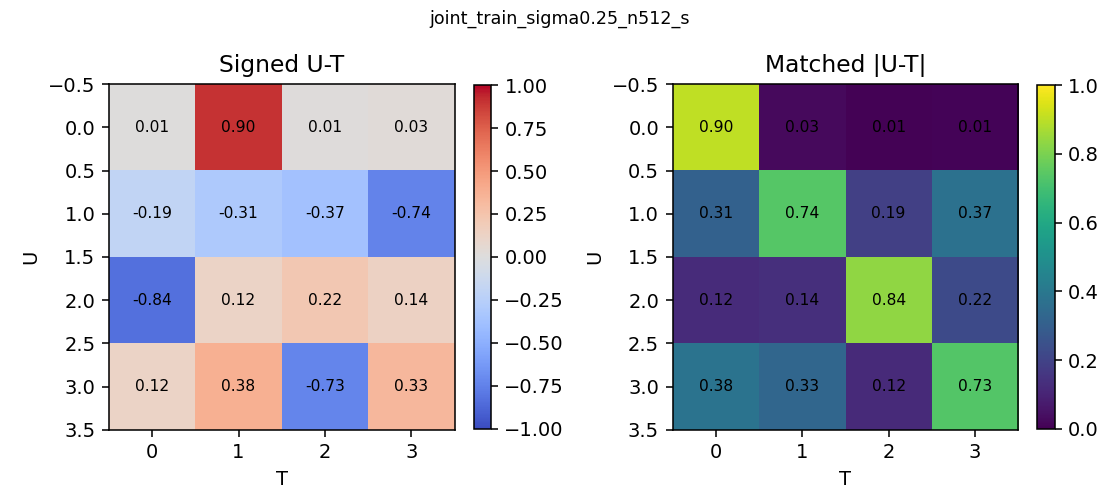 joint_train_sigma0.25_n512_s
Signed U-T
Matched |U-T|
−0.5
0.0
0.5
1.0
1.5
2.0
2.5
3.0
3.5
U
0.01 0.90 0.01 0.03
-0.19 -0.31 -0.37 -0.74
-0.84 0.12 0.22 0.14
0.12 0.38 -0.73 0.33
0 1 2 3
T
1.00
0.75
0.50
0.25
0.00
−0.25
−0.50
−0.75
−1.00
−0.5
0.0
0.5
1.0
1.5
2.0
2.5
3.0
3.5
U
0.90 0.03 0.01 0.01
0.31 0.74 0.19 0.37
0.12 0.14 0.84 0.22
0.38 0.33 0.12 0.73
0 1 2 3
T
1.0
0.8
0.6
0.4
0.2
0.0